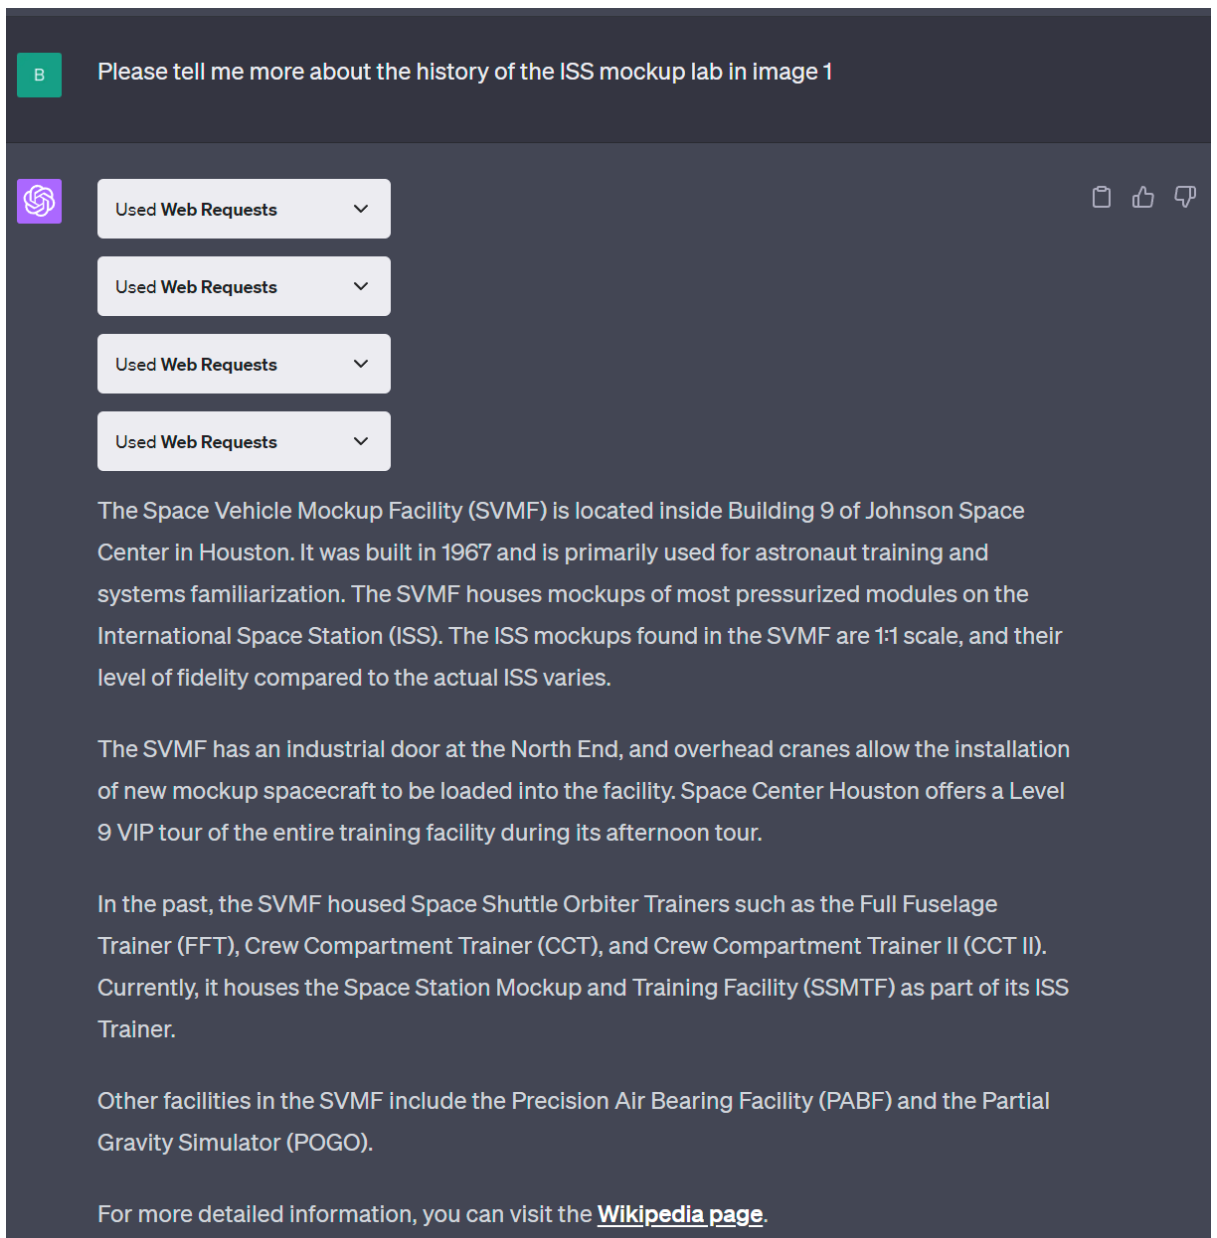 B
Please tell me more about the history of the ISS mockup lab in image 1
Used Web Requests
Used Web Requests
Used Web Requests
Used Web Requests
The Space Vehicle Mockup Facility (SVMF) is located inside Building 9 of Johnson Space
Center in Houston. It was built in 1967 and is primarily used for astronaut training and
systems familiarization. The SVMF houses mockups of most pressurized modules on the
International Space Station (ISS). The ISS mockups found in the SVMF are 1:1 scale, and their
level of fidelity compared to the actual ISS varies.
The SVMF has an industrial door at the North End, and overhead cranes allow the installation
of new mockup spacecraft to be loaded into the facility. Space Center Houston offers a Level
9 VIP tour of the entire training facility during its afternoon tour.
In the past, the SVMF housed Space Shuttle Orbiter Trainers such as the Full Fuselage
Trainer (FFT), Crew Compartment Trainer (CCT), and Crew Compartment Trainer II (CCT II).
Currently, it houses the Space Station Mockup and Training Facility (SSMTF) as part of its ISS
Trainer.
Other facilities in the SVMF include the Precision Air Bearing Facility (PABF) and the Partial
Gravity Simulator (POGO).
For more detailed information, you can visit the Wikipedia page.